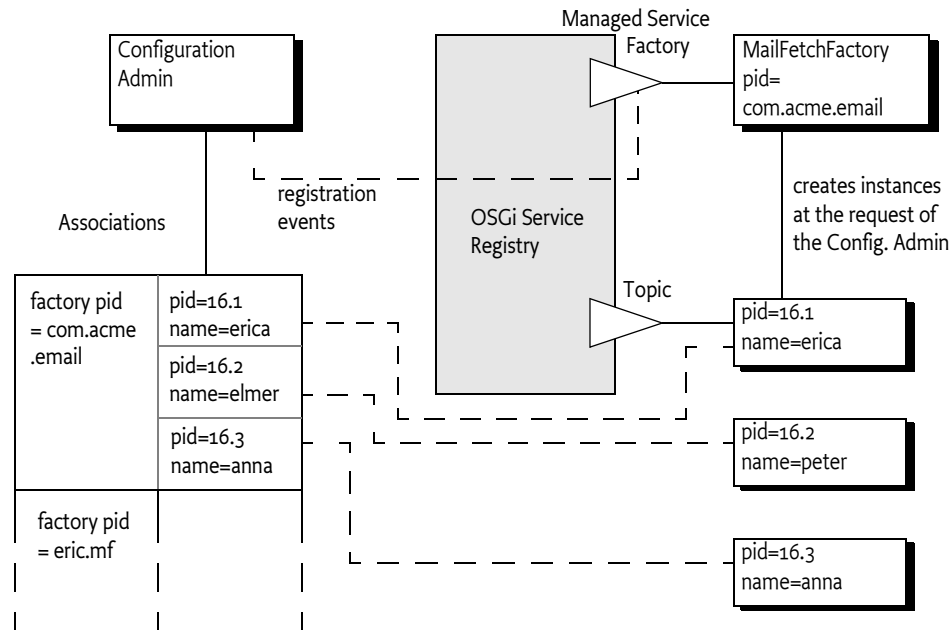 Managed Service
Factory
Configuration
Admin
MailFetchFactory
pid=
com.acme.email
registration
events
creates instances
at the request of
the Config. Admin
Associations
OSGi Service
Registry
Topic
factory pid
= com.acme
.email
pid=16.1
name=erica
pid=16.2
name=elmer
pid=16.3
name=anna
pid=16.1
name=erica
pid=16.2
name=peter
pid=16.3
name=anna
factory pid
= eric.mf